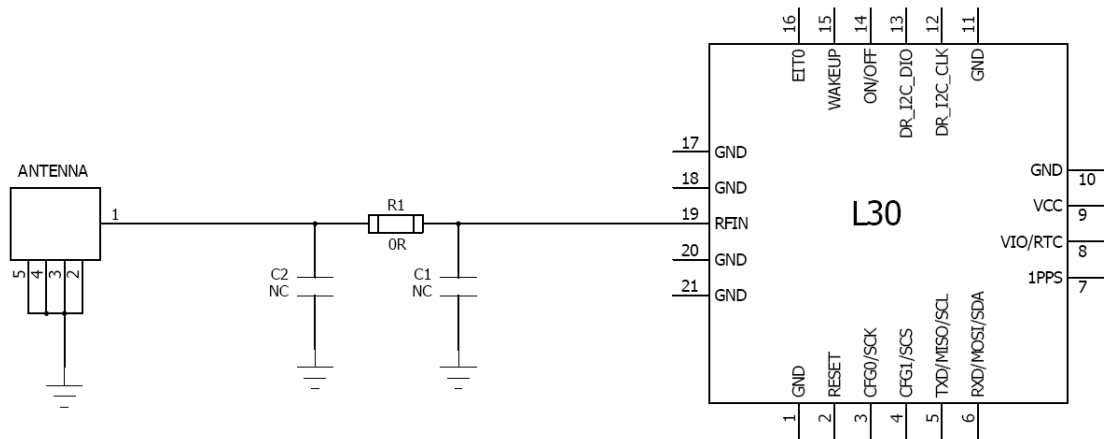 16
15
14
13
12
11
EIT0
WAKEUP
ON/OFF
DR_I2C_DIO
DR_I2C_CLK
GND
17
GND
18
GND
19
RFIN
20
GND
21
GND
L30
GND
10
VCC
9
VIO/RTC
8
1PPS
7
ANTENNA
1
5
4
3
2
R1
0R
C2
NC
C1
NC
GND
RESET
CFG0/SCK
CFG1/SCS
TXD/MISO/SCL
RXD/MOSI/SDA
1
2
3
4
5
6